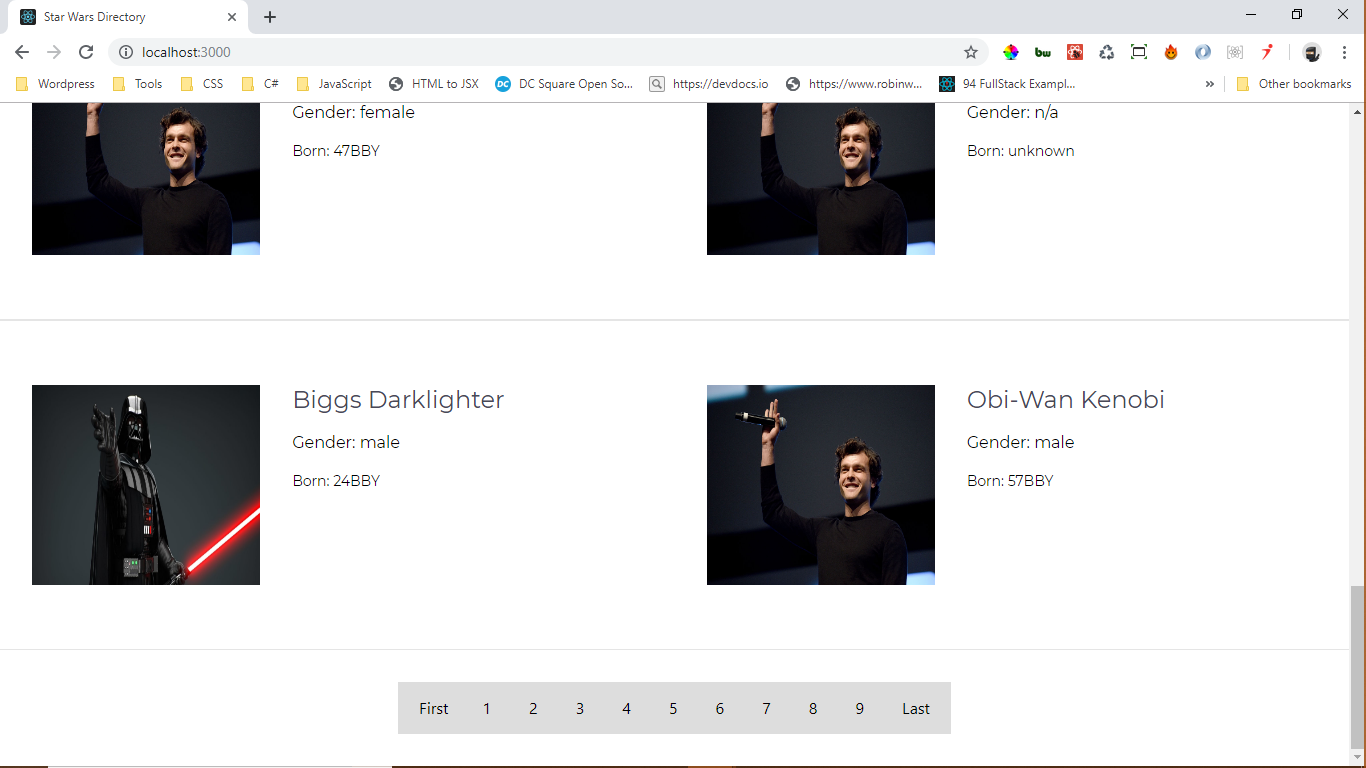 Star Wars Directory
localhost:3000
bw
Wordpress Tools CSS C# JavaScript HTML to JSX DC DC Square Open So... https://devdocs.io https://www.robinw... 94 FullStack Exampl... » Other bookmarks
Gender: female
Born: 47BBY
Gender: n/a
Born: unknown
Biggs Darklighter
Gender: male
Born: 24BBY
Obi-Wan Kenobi
Gender: male
Born: 57BBY
First 1 2 3 4 5 6 7 8 9 Last